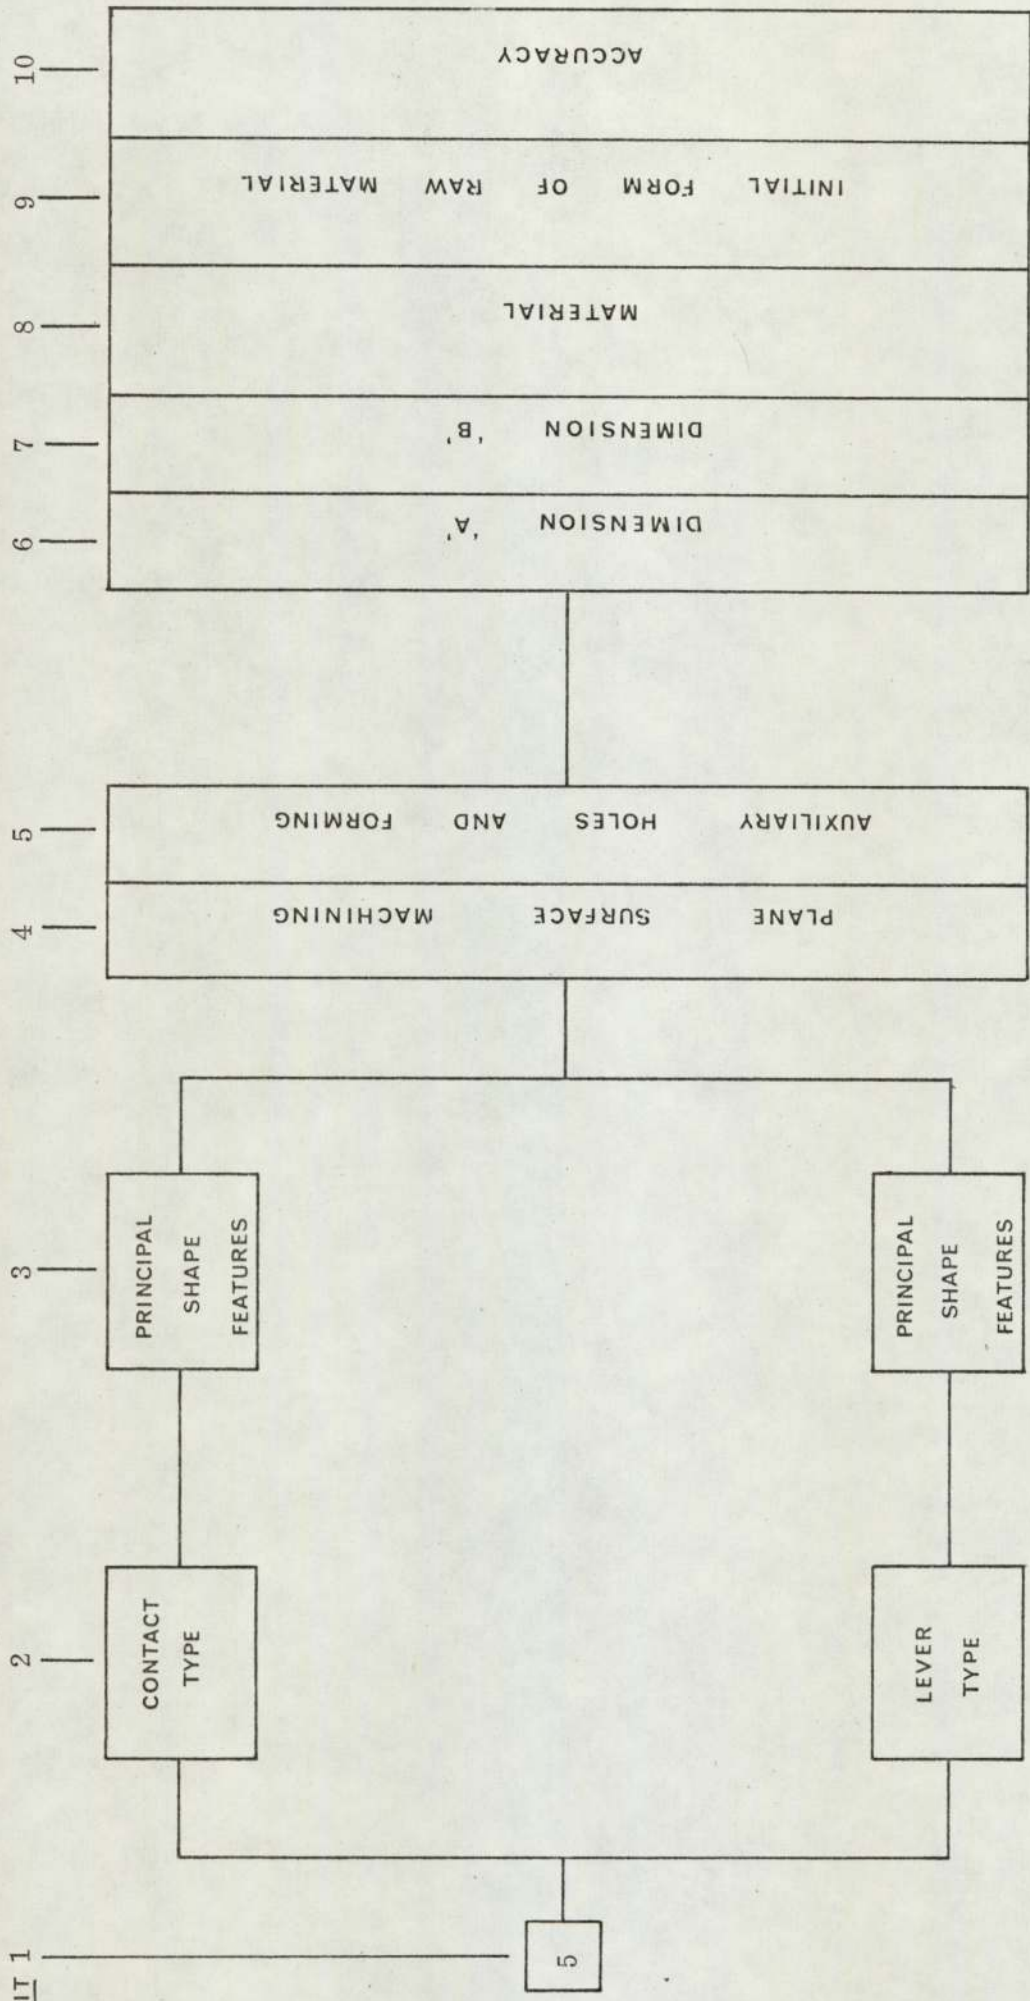 1
2
3
4
5
6
7
8
9
10
5
CONTACT
TYPE
LEVER
TYPE
PRINCIPAL
SHAPE
FEATURES
PRINCIPAL
SHAPE
FEATURES
PLANE SURFACE MACHINING
AUXILIARY HOLES AND FORMING
DIMENSION 'A'
DIMENSION 'B'
MATERIAL
INITIAL FORM OF RAW MATERIAL
ACCURACY